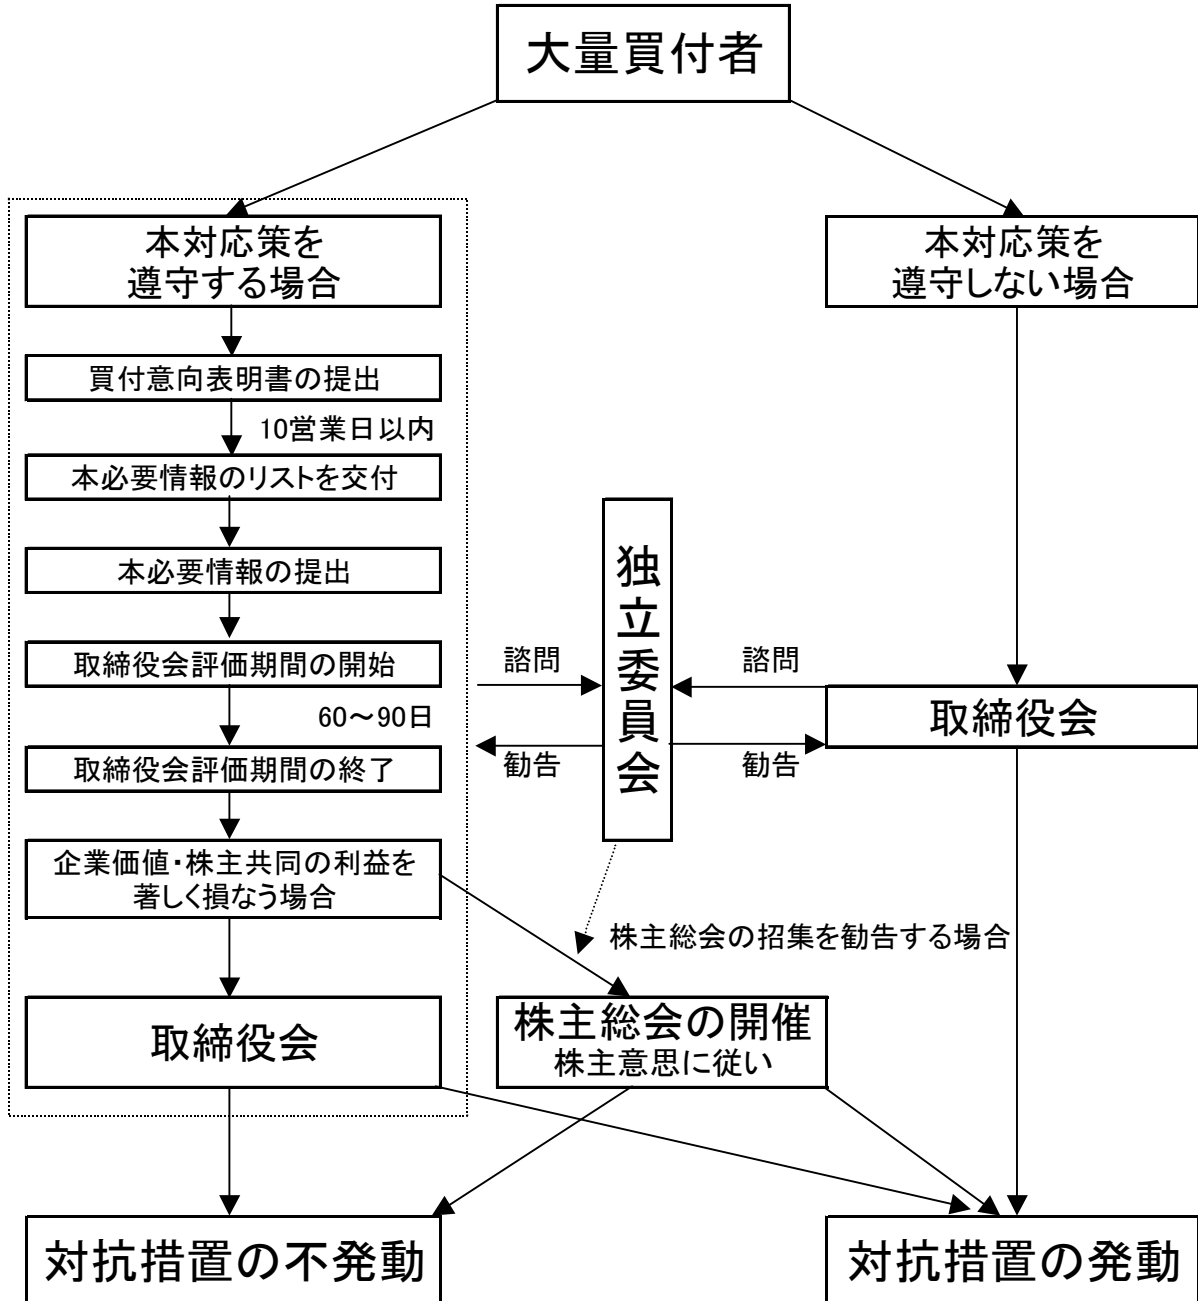 大量買付者
本対応策を
遵守する場合
本対応策を
遵守しない場合
買付意向表明書の提出
10営業日以内
本必要情報のリストを交付
本必要情報の提出
取締役会評価期間の開始
60～90日
取締役会評価期間の終了
企業価値・株主共同の利益を
著しく損なう場合
取締役会
諮問
勧告
独立委員会
諮問
勧告
取締役会
株主総会の招集を勧告する場合
株主総会の開催
株主意思に従い
対抗措置の不発動
対抗措置の発動